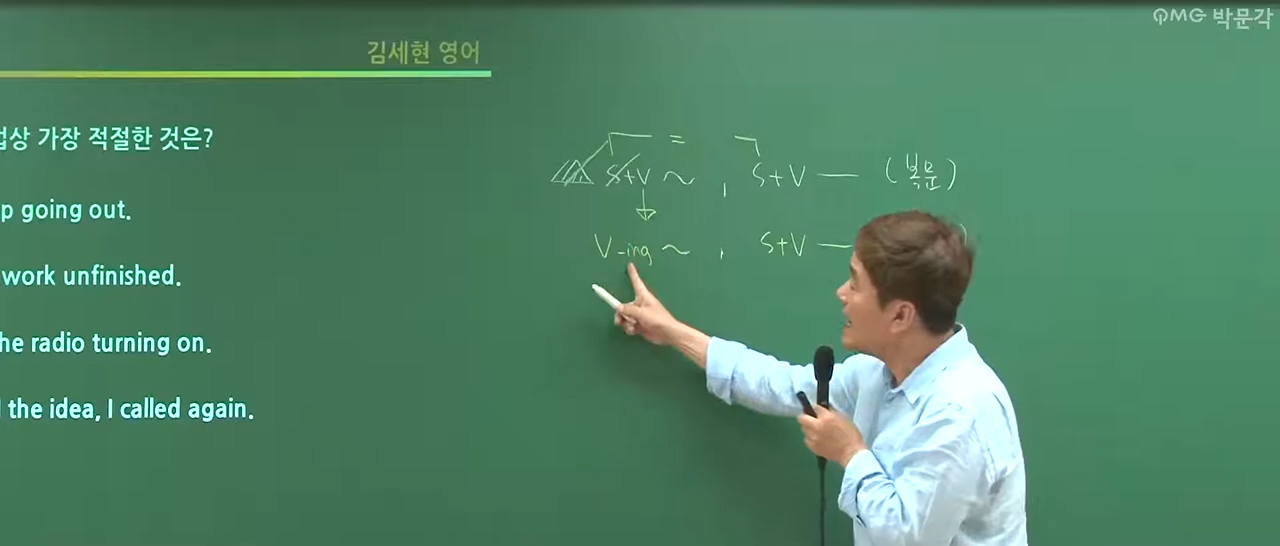 PMG 박문각
김세현 영어
법상 가장 적절한 것은?
p going out.
work unfinished.
he radio turning on.
the idea, I called again.
S+V ~ , S+V — (복문)
V-ing ~ , S+V —